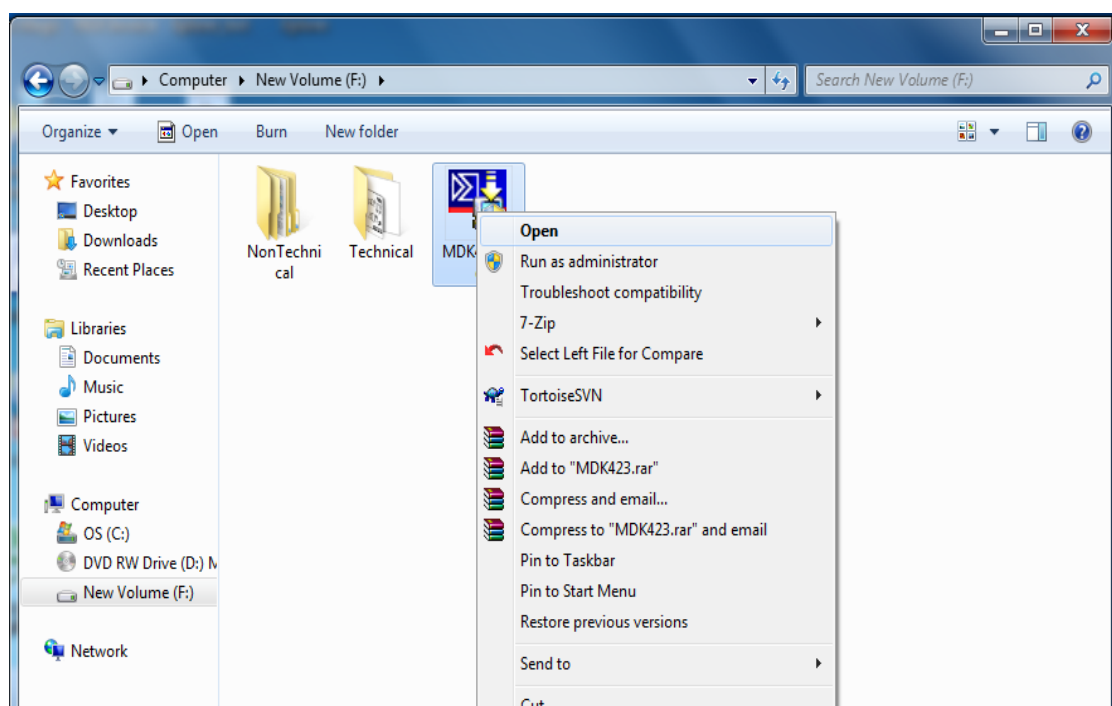 Computer ▸ New Volume (F:) ▸
Search New Volume (F:)
Organize
Open
Burn
New folder
Favorites
Desktop
Downloads
Recent Places
Libraries
Documents
Music
Pictures
Videos
Computer
OS (C:)
DVD RW Drive (D:) M
New Volume (F:)
Network
NonTechni
cal
Technical
MDK
Open
Run as administrator
Troubleshoot compatibility
7-Zip
Select Left File for Compare
TortoiseSVN
Add to archive...
Add to "MDK423.rar"
Compress and email...
Compress to "MDK423.rar" and email
Pin to Taskbar
Pin to Start Menu
Restore previous versions
Send to
Cut